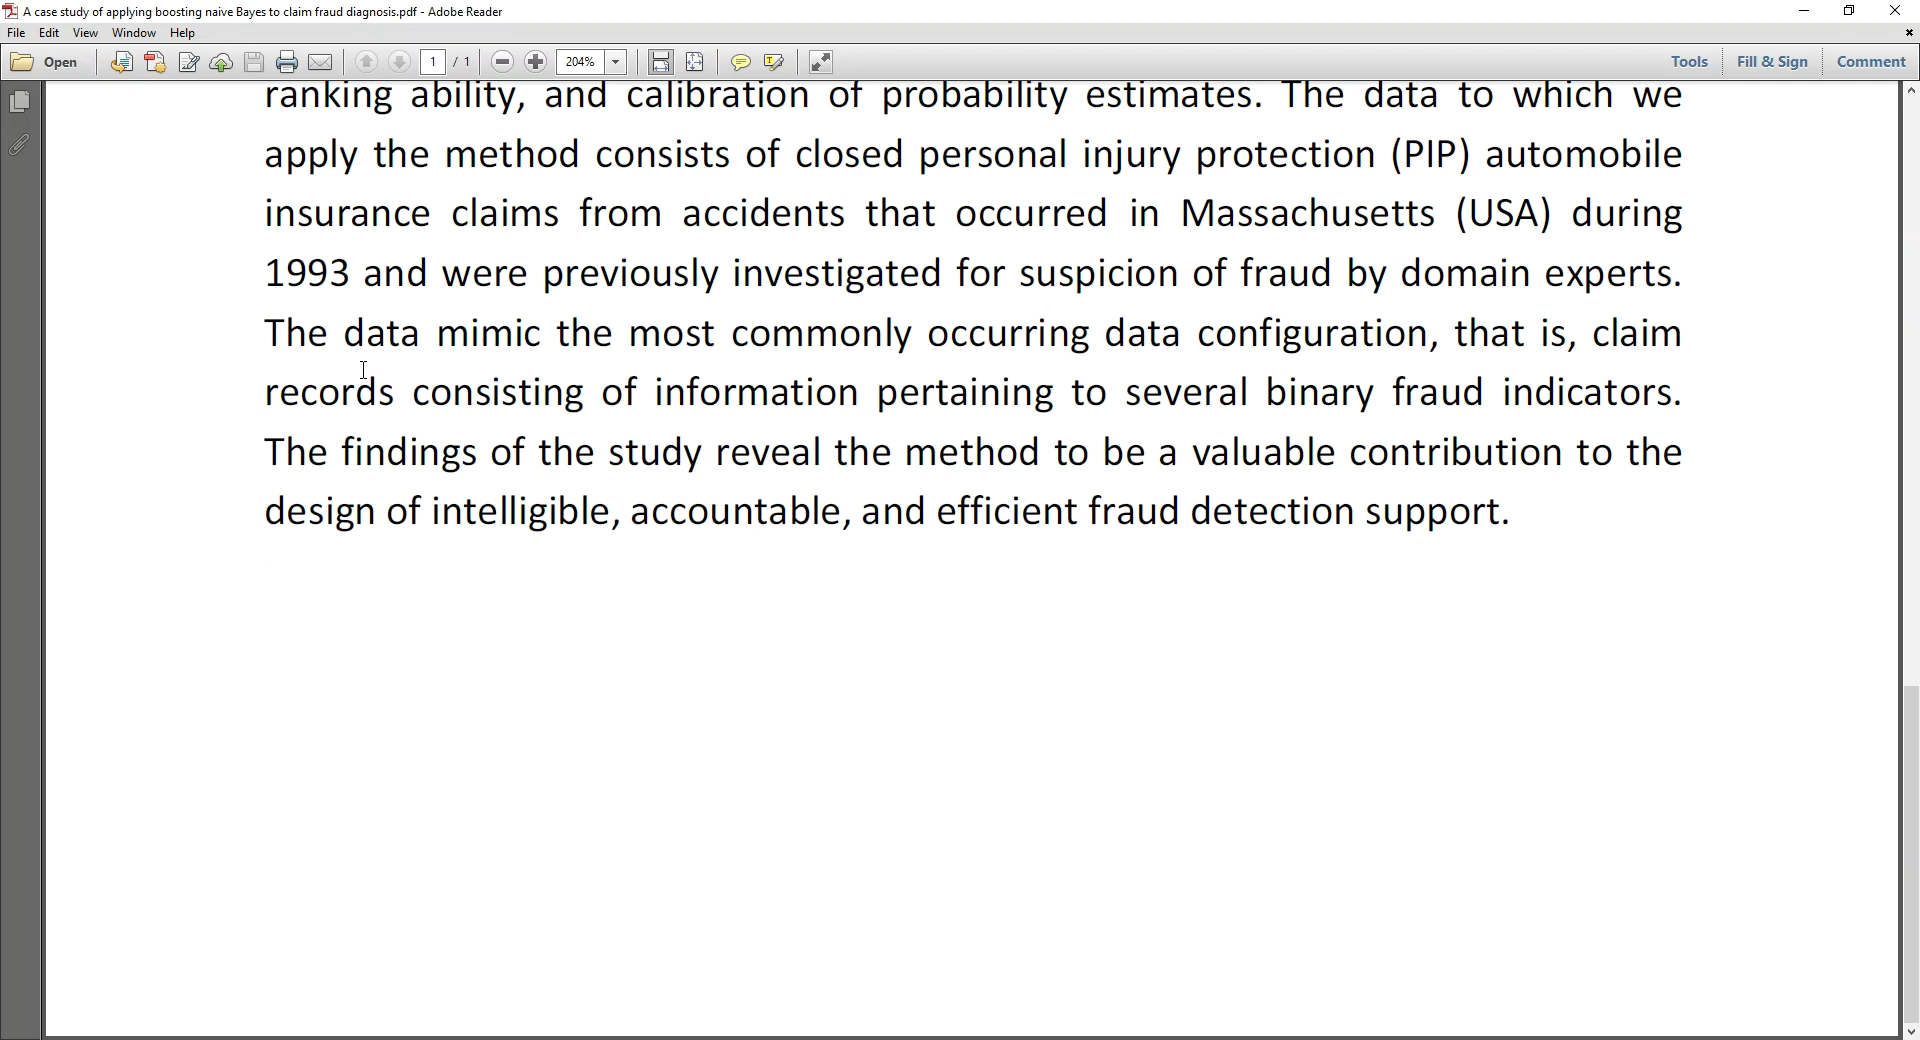 A case study of applying boosting naive Bayes to claim fraud diagnosis.pdf - Adobe Reader
File Edit View Window Help
Open 1 / 1 204% Tools Fill & Sign Comment
ranking ability, and calibration of probability estimates. The data to which we
apply the method consists of closed personal injury protection (PIP) automobile
insurance claims from accidents that occurred in Massachusetts (USA) during
1993 and were previously investigated for suspicion of fraud by domain experts.
The data mimic the most commonly occurring data configuration, that is, claim
records consisting of information pertaining to several binary fraud indicators.
The findings of the study reveal the method to be a valuable contribution to the
design of intelligible, accountable, and efficient fraud detection support.